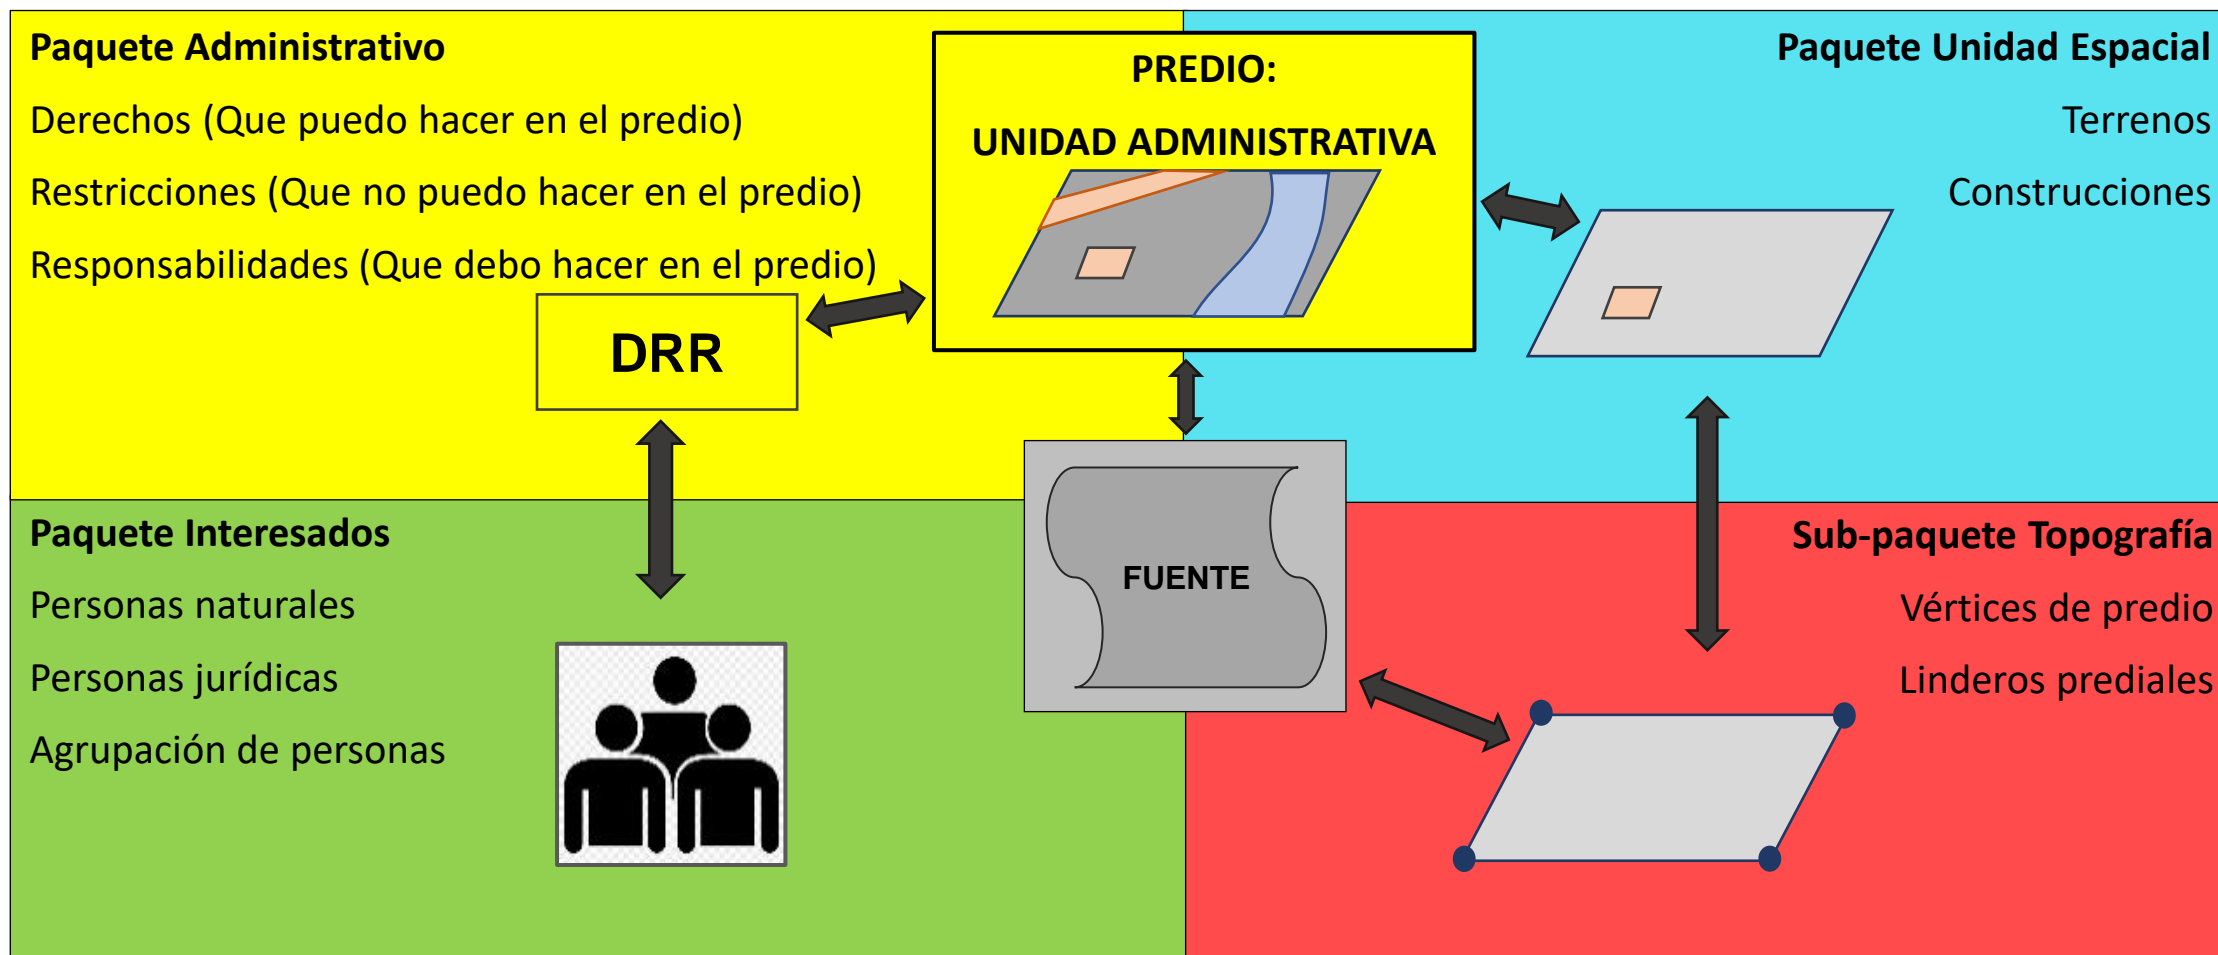 Paquete Administrativo
Derechos (Que puedo hacer en el predio)
Restricciones (Que no puedo hacer en el predio)
Responsabilidades (Que debo hacer en el predio)
DRR
PREDIO:
UNIDAD ADMINISTRATIVA
Paquete Unidad Espacial
Terrenos
Construcciones
FUENTE
Paquete Interesados
Personas naturales
Personas jurídicas
Agrupación de personas
Sub-paquete Topografía
Vértices de predio
Linderos prediales